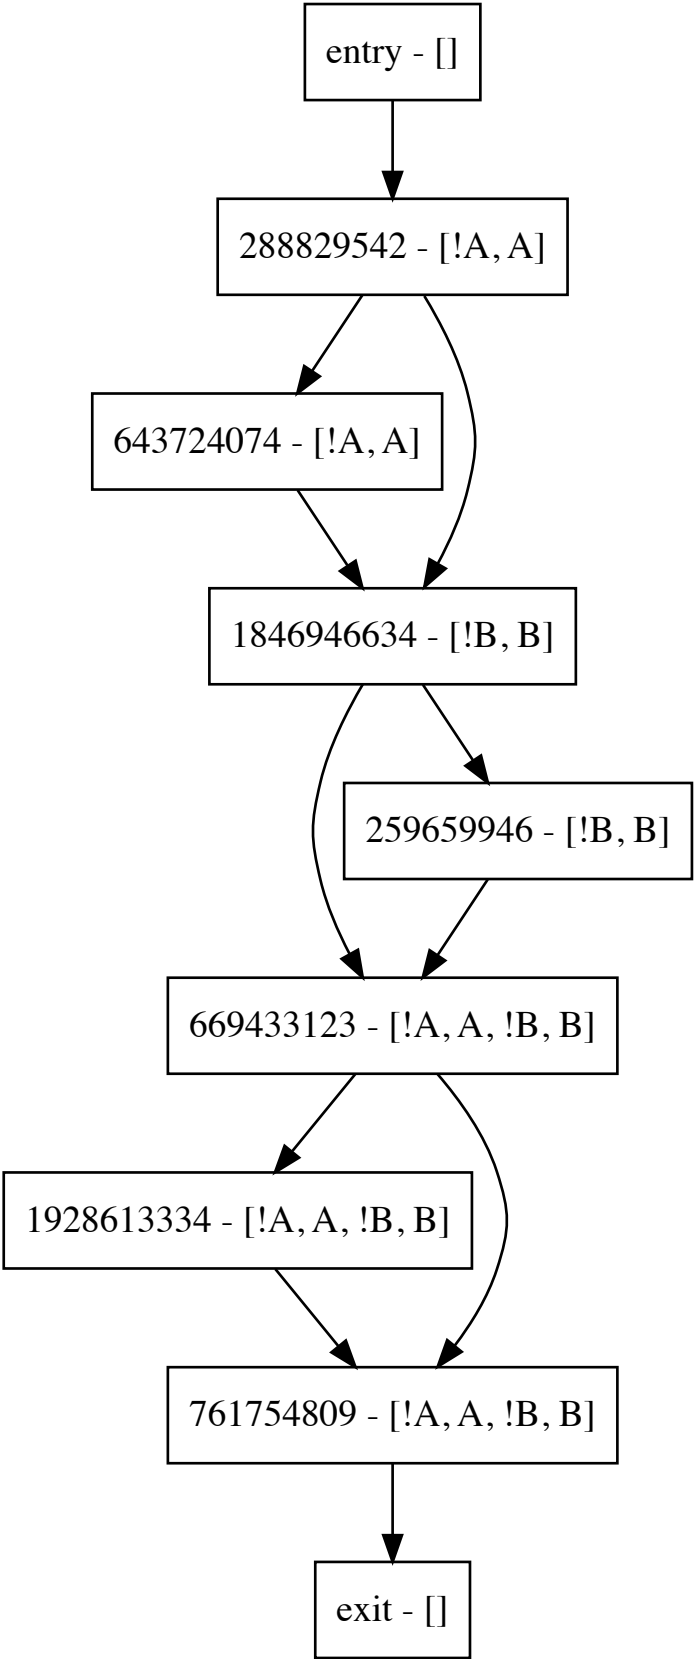 entry - []
288829542 - [!A, A]
643724074 - [!A, A]
1846946634 - [!B, B]
259659946 - [!B, B]
669433123 - [!A, A, !B, B]
1928613334 - [!A, A, !B, B]
761754809 - [!A, A, !B, B]
exit - []